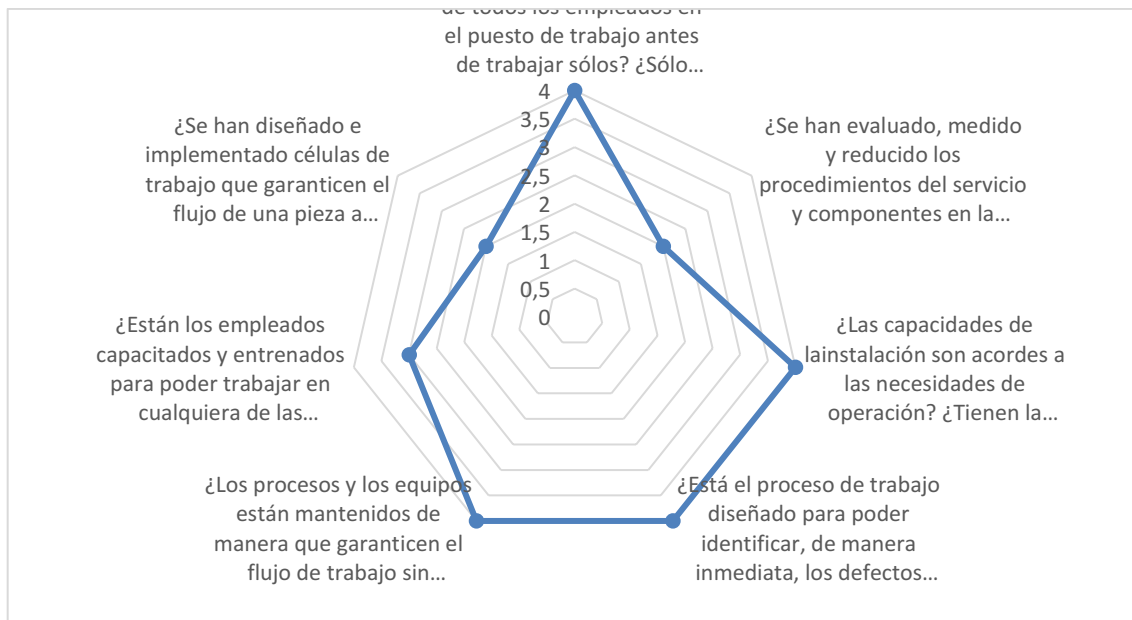 de todos los empleados en
el puesto de trabajo antes
de trabajar sólos? ¿Sólo…
4
3,5
3
2,5
2
1,5
1
0,5
0
¿Se han evaluado, medido
y reducido los
procedimientos del servicio
y componentes en la…
¿Las capacidades de
lainstalación son acordes a
las necesidades de
operación? ¿Tienen la…
¿Está el proceso de trabajo
diseñado para poder
identificar, de manera
inmediata, los defectos…
¿Los procesos y los equipos
están mantenidos de
manera que garanticen el
flujo de trabajo sin…
¿Están los empleados
capacitados y entrenados
para poder trabajar en
cualquiera de las…
¿Se han diseñado e
implementado células de
trabajo que garanticen el
flujo de una pieza a…